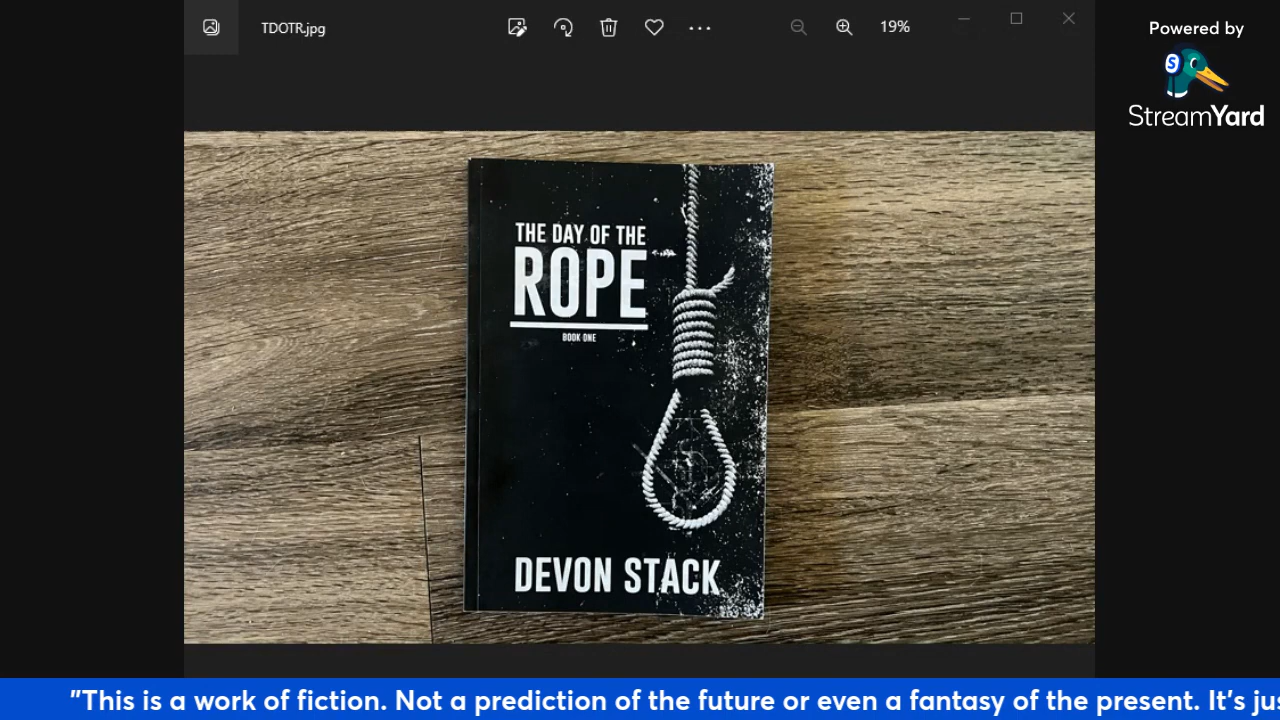 TDOTR.jpg
19%
Powered by
S
StreamYard
THE DAY OF THE
ROPE
BOOK ONE
DEVON STACK
"This is a work of fiction. Not a prediction of the future or even a fantasy of the present. It's jus